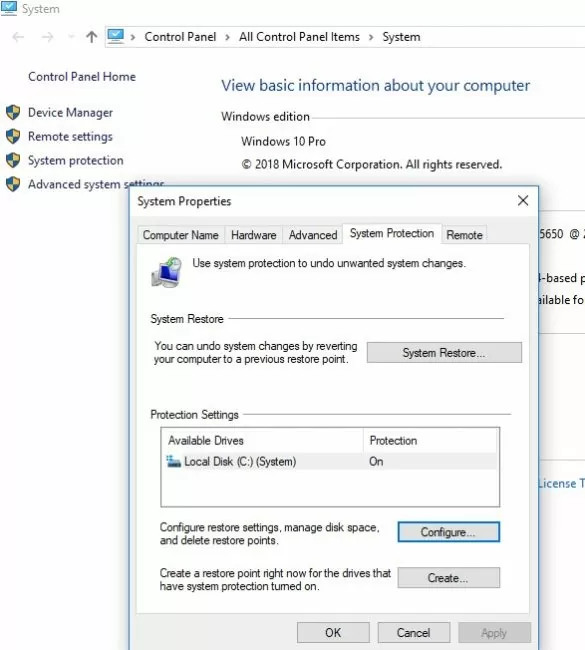 System
Control Panel > All Control Panel Items > System
Control Panel Home
Device Manager
Remote settings
System protection
Advanced system settings
View basic information about your computer
Windows edition
Windows 10 Pro
© 2018 Microsoft Corporation. All rights reserved.
System Properties
Computer Name Hardware Advanced System Protection Remote
Use system protection to undo unwanted system changes.
System Restore
You can undo system changes by reverting
your computer to a previous restore point.
System Restore...
Protection Settings
Available Drives Protection
Local Disk (C:) (System) On
Configure restore settings, manage disk space,
and delete restore points.
Configure...
Create a restore point right now for the drives that
have system protection turned on.
Create...
OK Cancel Apply
5650 @ 2
4-based p
ailable fo
License T